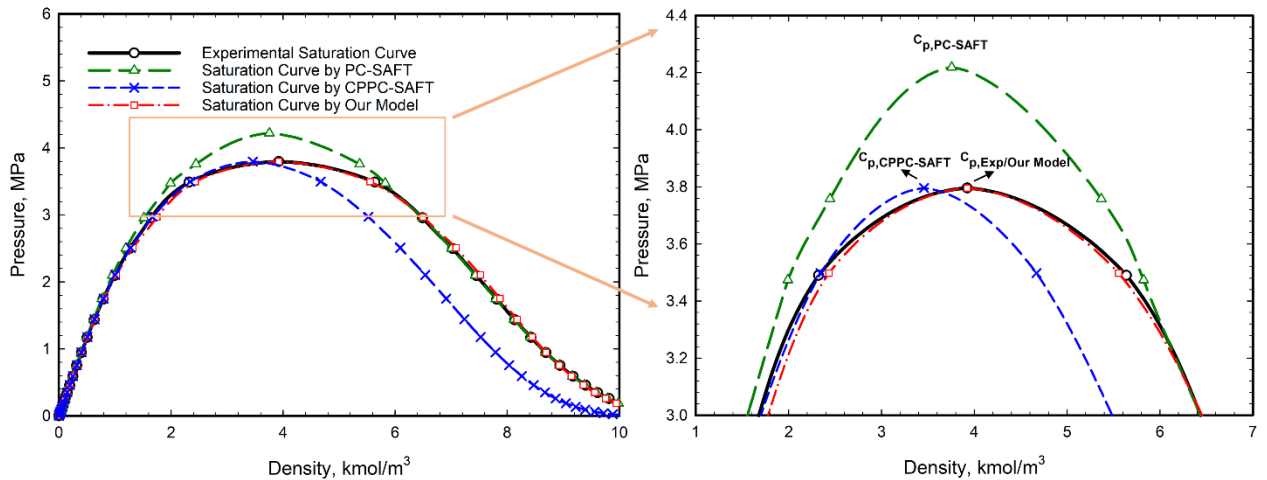 6
5
4
3
2
1
0
Pressure, MPa
Experimental Saturation Curve
Saturation Curve by PC-SAFT
Saturation Curve by CPPC-SAFT
Saturation Curve by Our Model
0 2 4 6 8 10
Density, kmol/m³
4.4
4.2
4.0
3.8
3.6
3.4
3.2
3.0
Pressure, MPa
Cp,PC-SAFT
Cp,CPPC-SAFT
Cp,Exp/Our Model
1 2 3 4 5 6 7
Density, kmol/m³